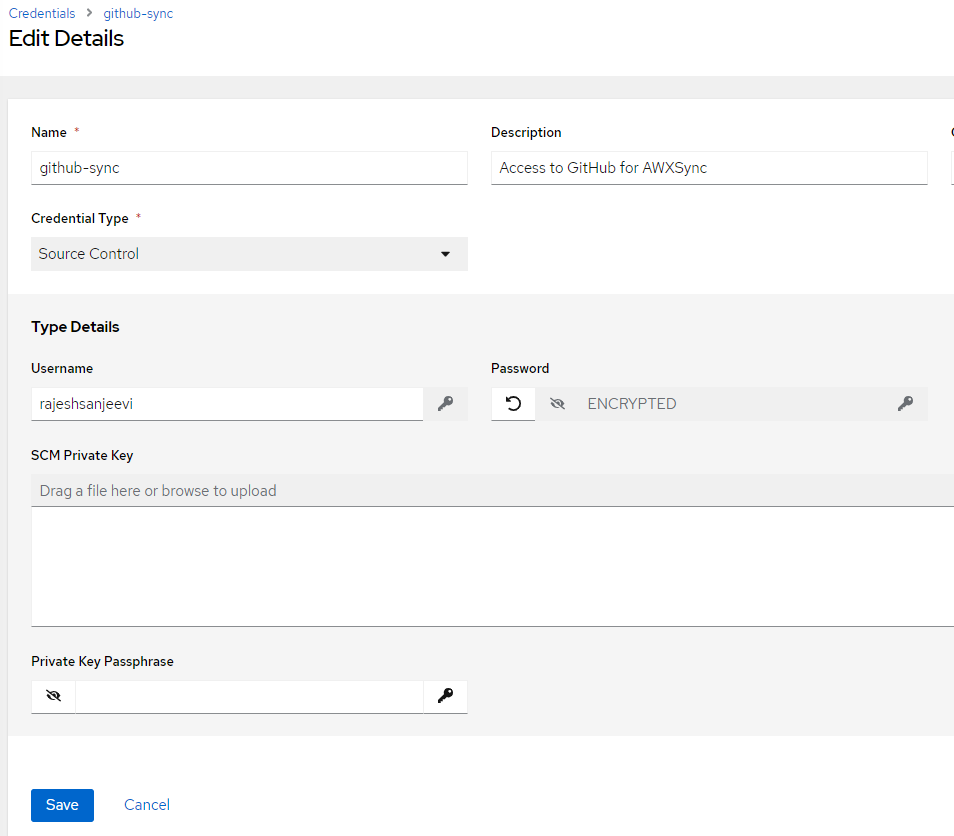 Credentials > github-sync
Edit Details
Name *
Description
github-sync
Access to GitHub for AWXSync
Credential Type *
Source Control
Type Details
Username
Password
rajeshsanjeevi
ENCRYPTED
SCM Private Key
Drag a file here or browse to upload
Private Key Passphrase
Save
Cancel